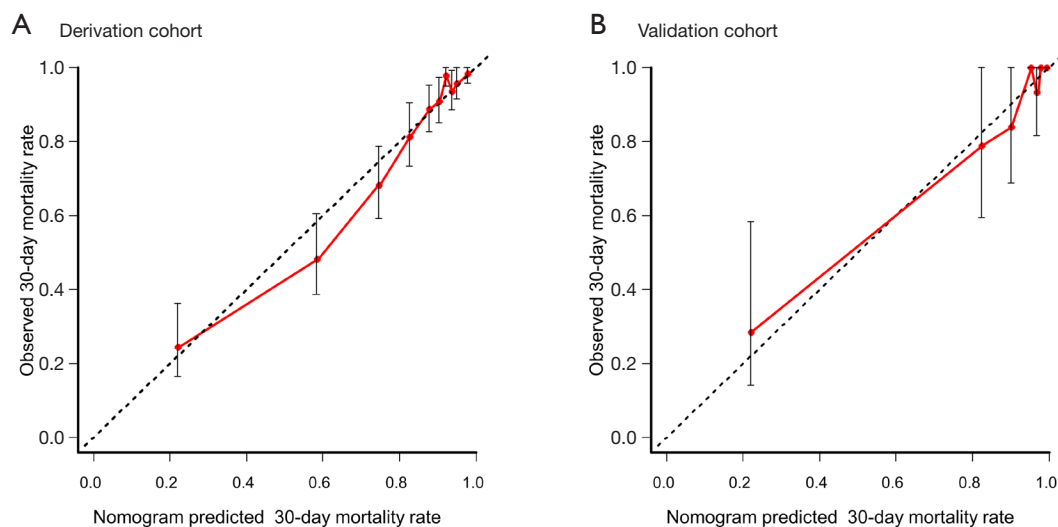 A Derivation cohort
Observed 30-day mortality rate
1.0
0.8
0.6
0.4
0.2
0.0
0.0 0.2 0.4 0.6 0.8 1.0
Nomogram predicted 30-day mortality rate
B Validation cohort
Observed 30-day mortality rate
1.0
0.8
0.6
0.4
0.2
0.0
0.0 0.2 0.4 0.6 0.8 1.0
Nomogram predicted 30-day mortality rate